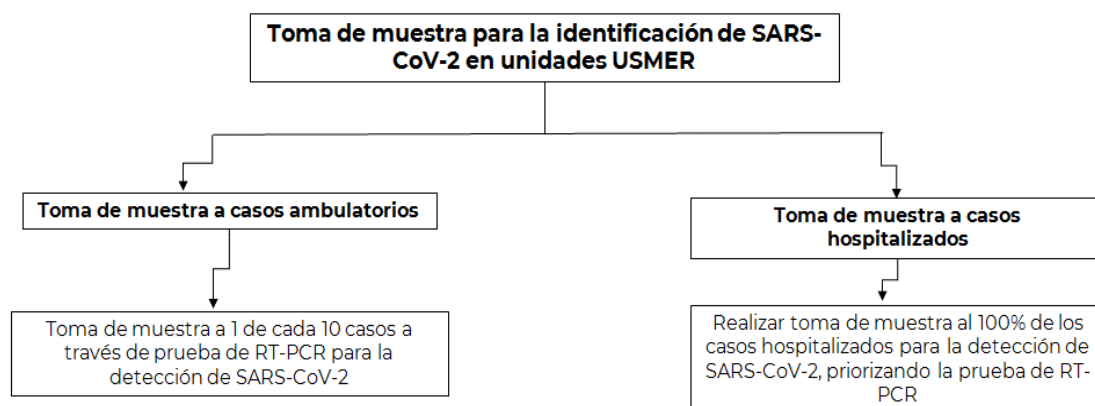 Toma de muestra para la identificación de SARS-
CoV-2 en unidades USMER
Toma de muestra a casos ambulatorios
Toma de muestra a 1 de cada 10 casos a
través de prueba de RT-PCR para la
detección de SARS-CoV-2
Toma de muestra a casos
hospitalizados
Realizar toma de muestra al 100% de los
casos hospitalizados para la detección de
SARS-CoV-2, priorizando la prueba de RT-
PCR